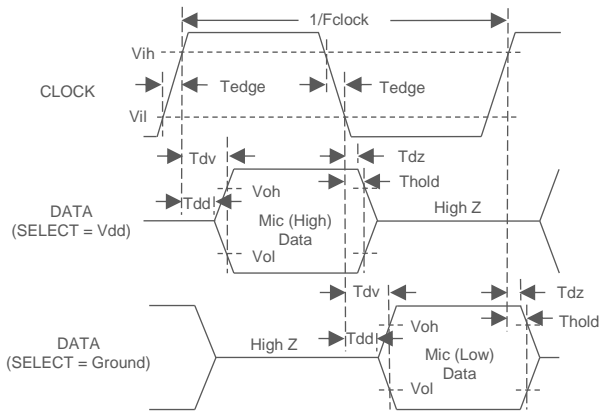 1/Fclock
Vih
CLOCK
Tedge
Tedge
Vil
Tdv
Tdz
Tdd
Voh
Thold
DATA
(SELECT = Vdd)
Mic (High)
Data
High Z
Vol
Tdv
Tdz
Tdd
Voh
Thold
DATA
(SELECT = Ground)
High Z
Mic (Low)
Data
Vol